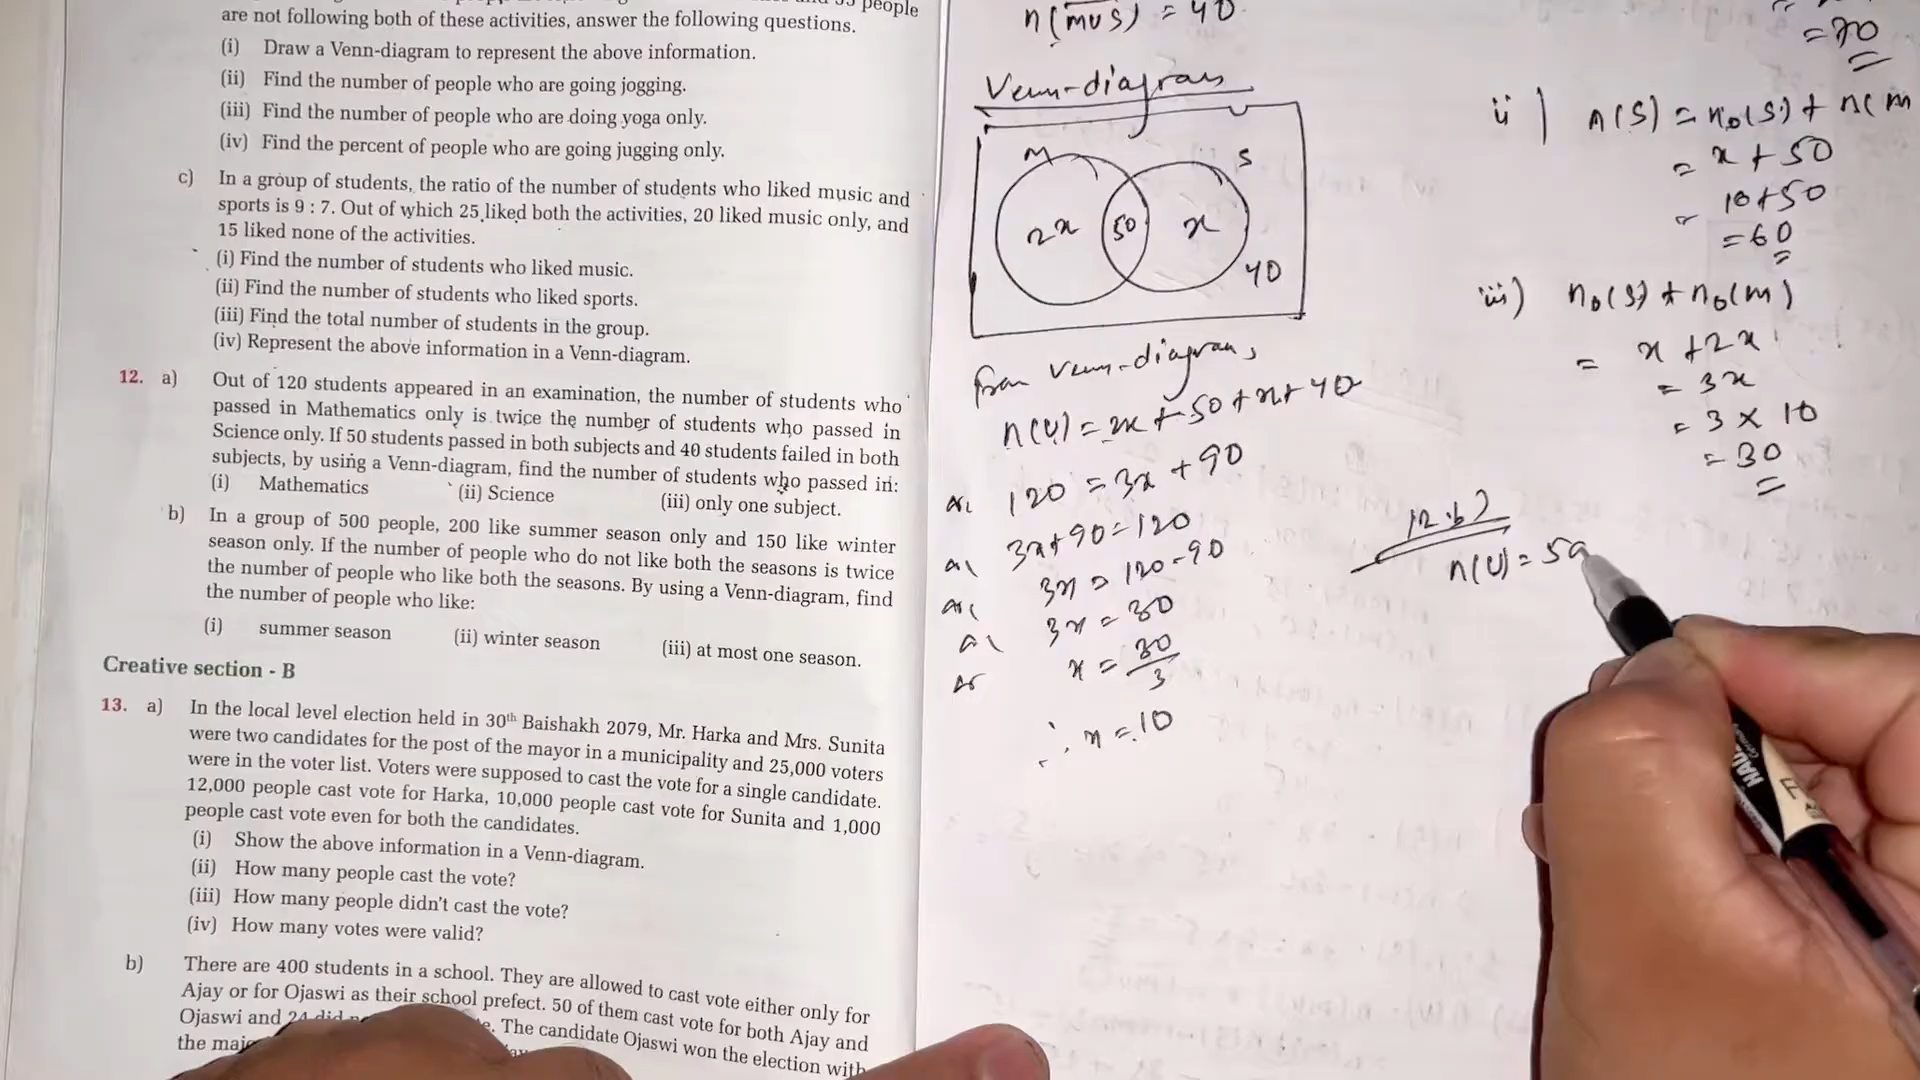 people
are not following both of these activities, answer the following questions.
(i) Draw a Venn-diagram to represent the above information.
(ii) Find the number of people who are going jogging.
(iii) Find the number of people who are doing yoga only.
(iv) Find the percent of people who are going jugging only.
c) In a group of students, the ratio of the number of students who liked music and
sports is 9 : 7. Out of which 25 liked both the activities, 20 liked music only, and
15 liked none of the activities.
(i) Find the number of students who liked music.
(ii) Find the number of students who liked sports.
(iii) Find the total number of students in the group.
(iv) Represent the above information in a Venn-diagram.
12. a) Out of 120 students appeared in an examination, the number of students who
passed in Mathematics only is twice the number of students who passed in
Science only. If 50 students passed in both subjects and 40 students failed in both
subjects, by using a Venn-diagram, find the number of students who passed in:
(i) Mathematics (ii) Science (iii) only one subject.
b) In a group of 500 people, 200 like summer season only and 150 like winter
season only. If the number of people who do not like both the seasons is twice
the number of people who like both the seasons. By using a Venn-diagram, find
the number of people who like:
(i) summer season (ii) winter season (iii) at most one season.
Creative section - B
13. a) In the local level election held in 30th Baishakh 2079, Mr. Harka and Mrs. Sunita
were two candidates for the post of the mayor in a municipality and 25,000 voters
were in the voter list. Voters were supposed to cast the vote for a single candidate.
12,000 people cast vote for Harka, 10,000 people cast vote for Sunita and 1,000
people cast vote even for both the candidates.
(i) Show the above information in a Venn-diagram.
(ii) How many people cast the vote?
(iii) How many people didn't cast the vote?
(iv) How many votes were valid?
b) There are 400 students in a school. They are allowed to cast vote either only for
Ajay or for Ojaswi as their school prefect. 50 of them cast vote for both Ajay and
Ojaswi and 24 did The candidate Ojaswi won the election with
the
n(M∪S) = 40
Venn-diagram
M S
2x 50 x
40
from Venn-diagram,
n(U) = 2x + 50 + x + 40
or, 120 = 3x + 90
or, 3x + 90 = 120
or, 3x = 120 - 90
or, 3x = 30
or x = 30/3
∴ x = 10
= 70
ii) n(S) = no(S) + n(M
= x + 50
= 10 + 50
= 60
iii) no(S) + no(M)
= x + 2x
= 3x
= 3 × 10
= 30
12.b)
n(U) = 50